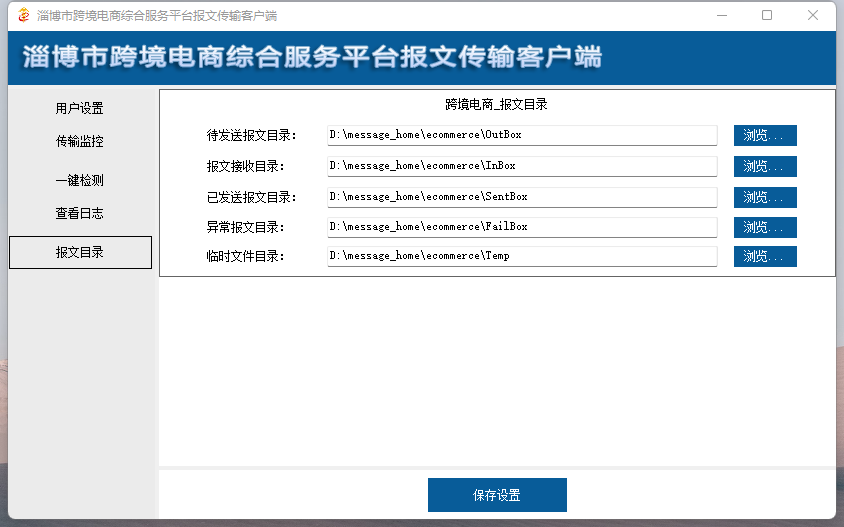 淄博市跨境电商综合服务平台报文传输客户端
淄博市跨境电商综合服务平台报文传输客户端
用户设置
传输监控
一键检测
查看日志
报文目录
跨境电商_报文目录
待发送报文目录： D:\message_home\ecommerce\OutBox 浏览...
报文接收目录： D:\message_home\ecommerce\InBox 浏览...
已发送报文目录： D:\message_home\ecommerce\SentBox 浏览...
异常报文目录： D:\message_home\ecommerce\FailBox 浏览...
临时文件目录： D:\message_home\ecommerce\Temp 浏览...
保存设置